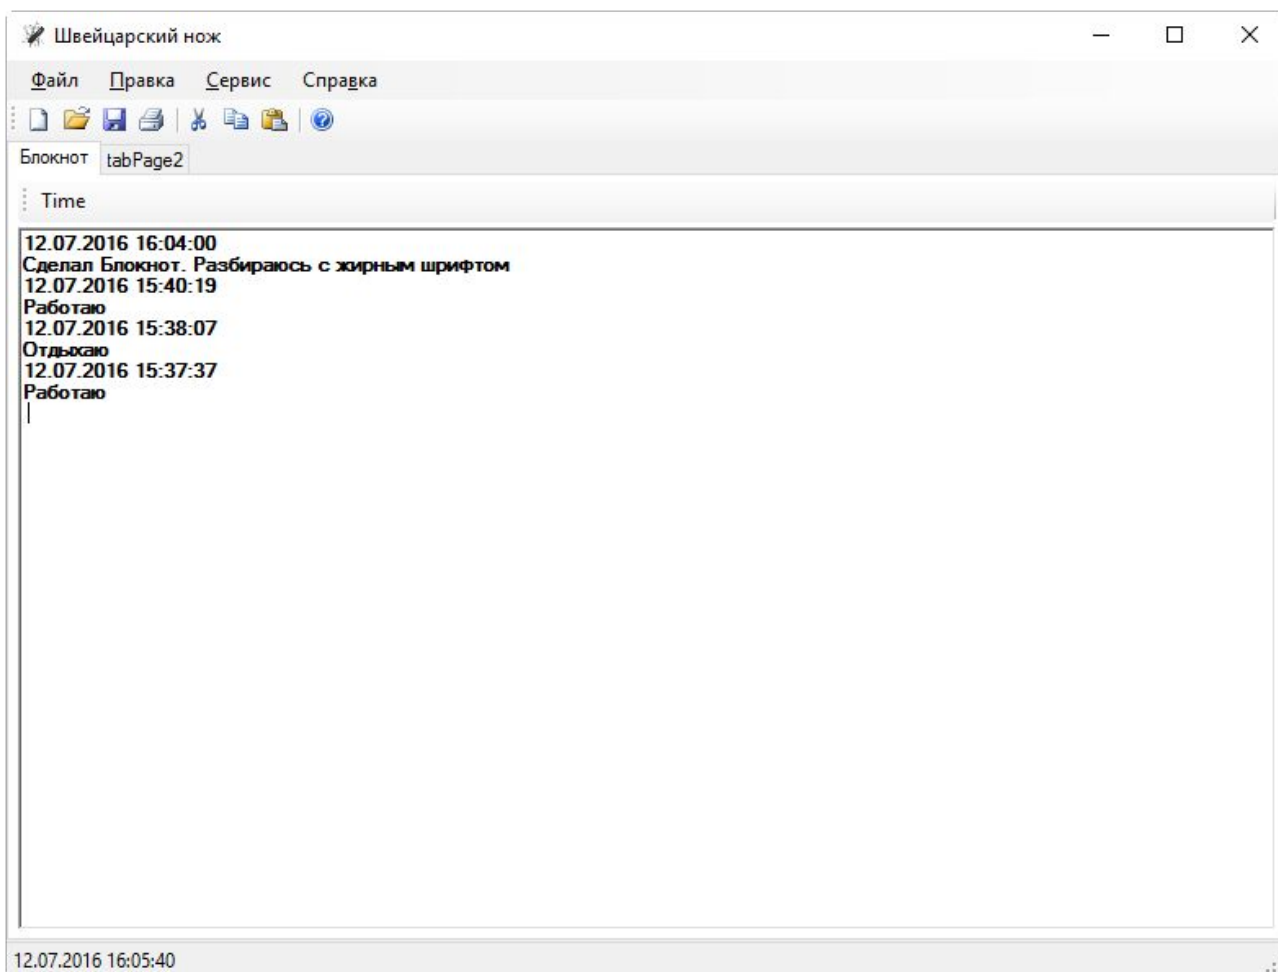 Швейцарский нож
Файл Правка Сервис Справка
Блокнот tabPage2
Time
12.07.2016 16:04:00
Сделал Блокнот. Разбираюсь с жирным шрифтом
12.07.2016 15:40:19
Работаю
12.07.2016 15:38:07
Отдыхаю
12.07.2016 15:37:37
Работаю
12.07.2016 16:05:40